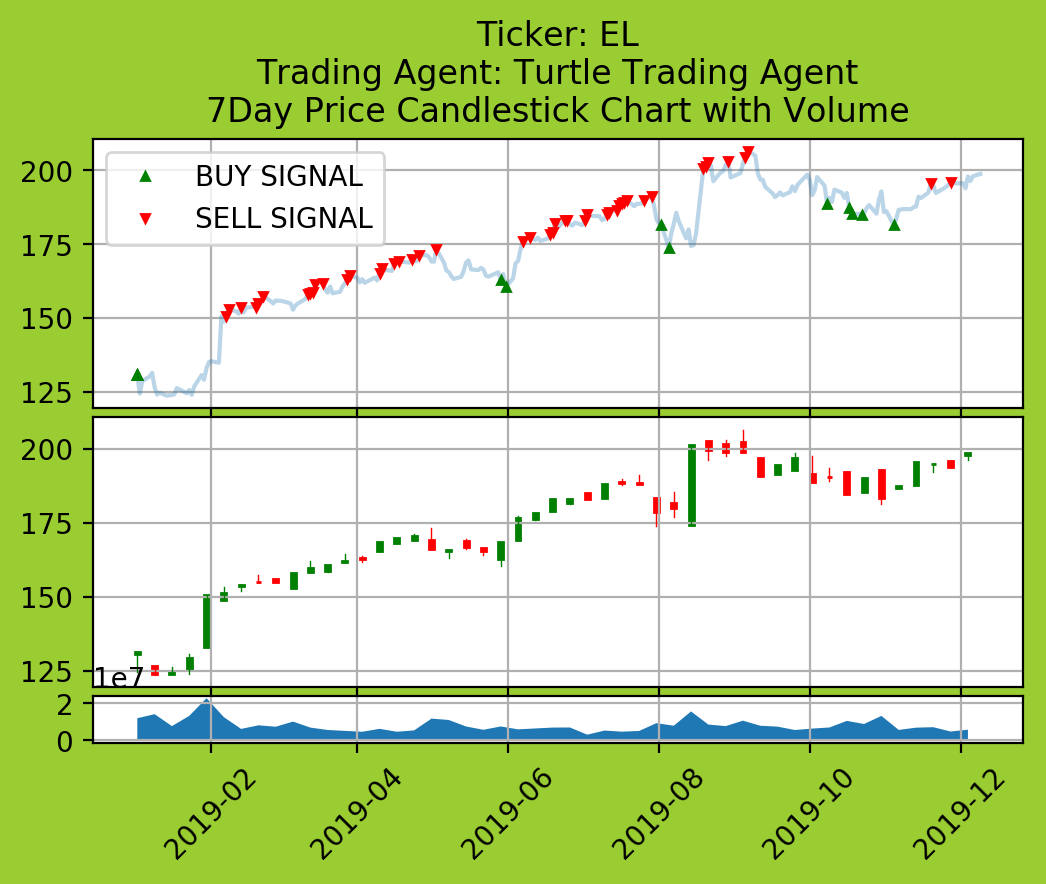 Ticker: EL
Trading Agent: Turtle Trading Agent
7Day Price Candlestick Chart with Volume
200
175
150
125
BUY SIGNAL
SELL SIGNAL
200
175
150
125
1e7
2
0
2019-02
2019-04
2019-06
2019-08
2019-10
2019-12